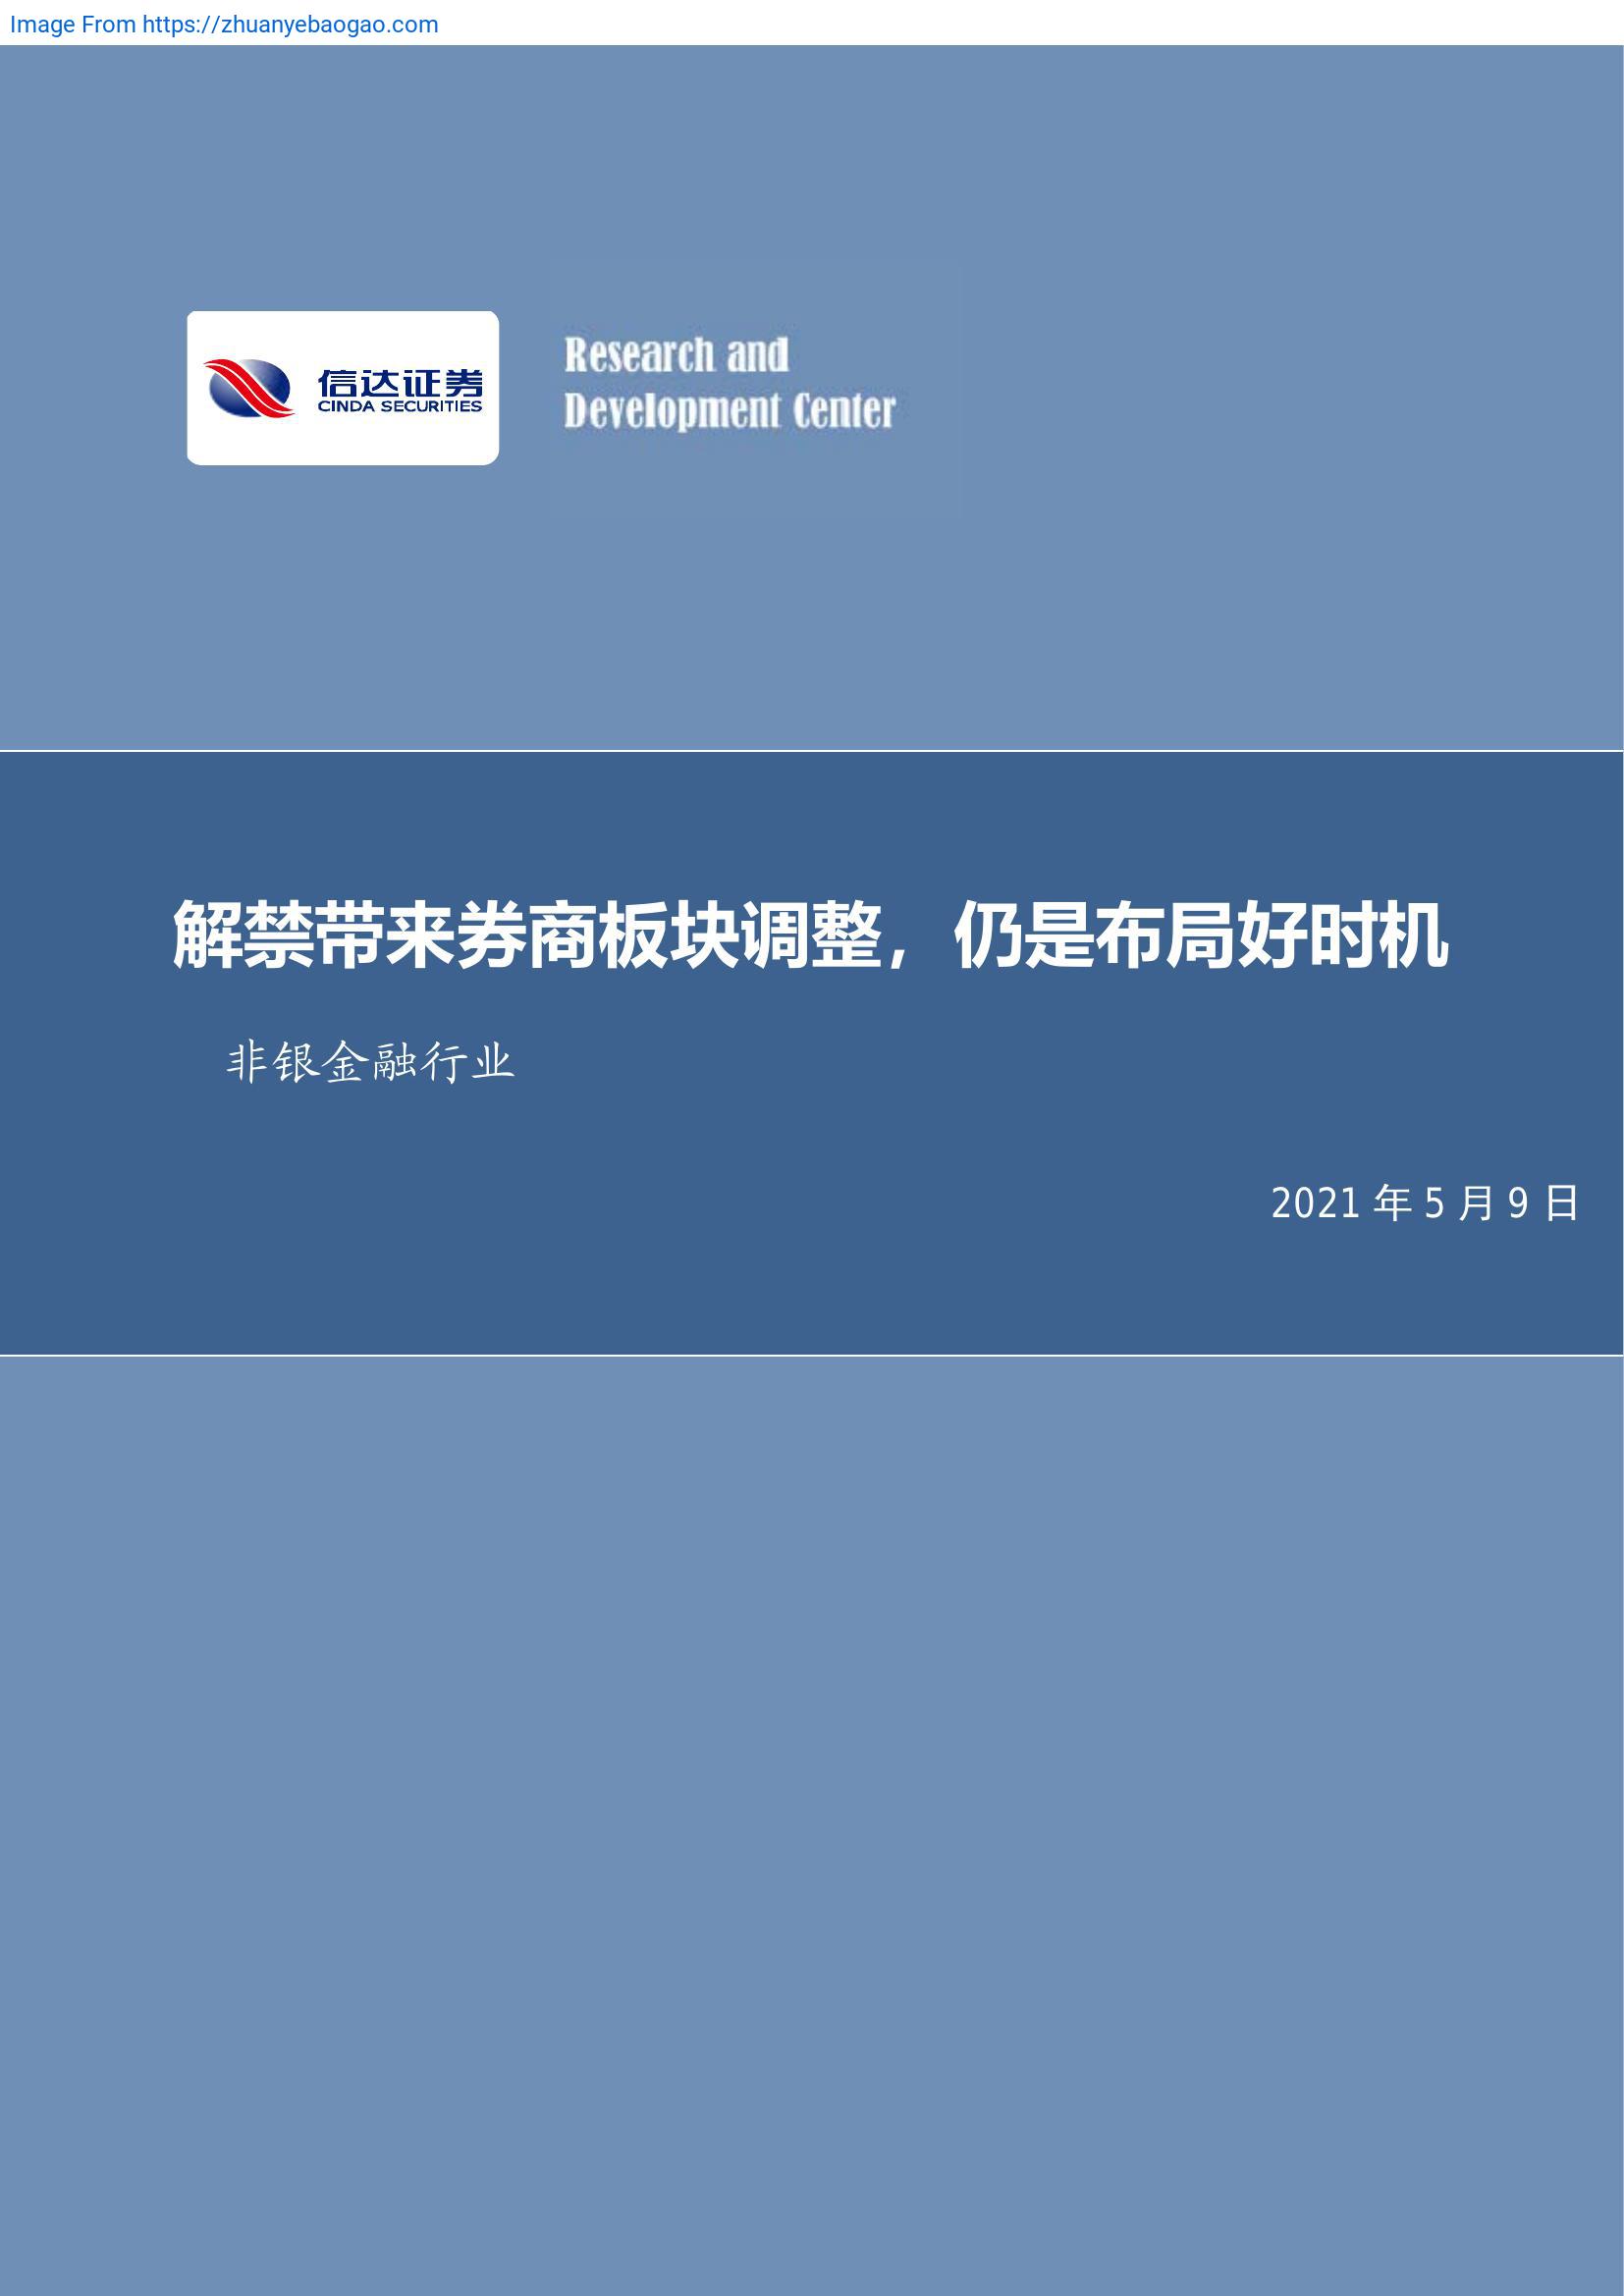 Image From https://zhuanyebaogao.com
信达证券
CINDA SECURITIES
Research and
Development Center
解禁带来券商板块调整，仍是布局好时机
非银金融行业
2021 年 5 月 9 日